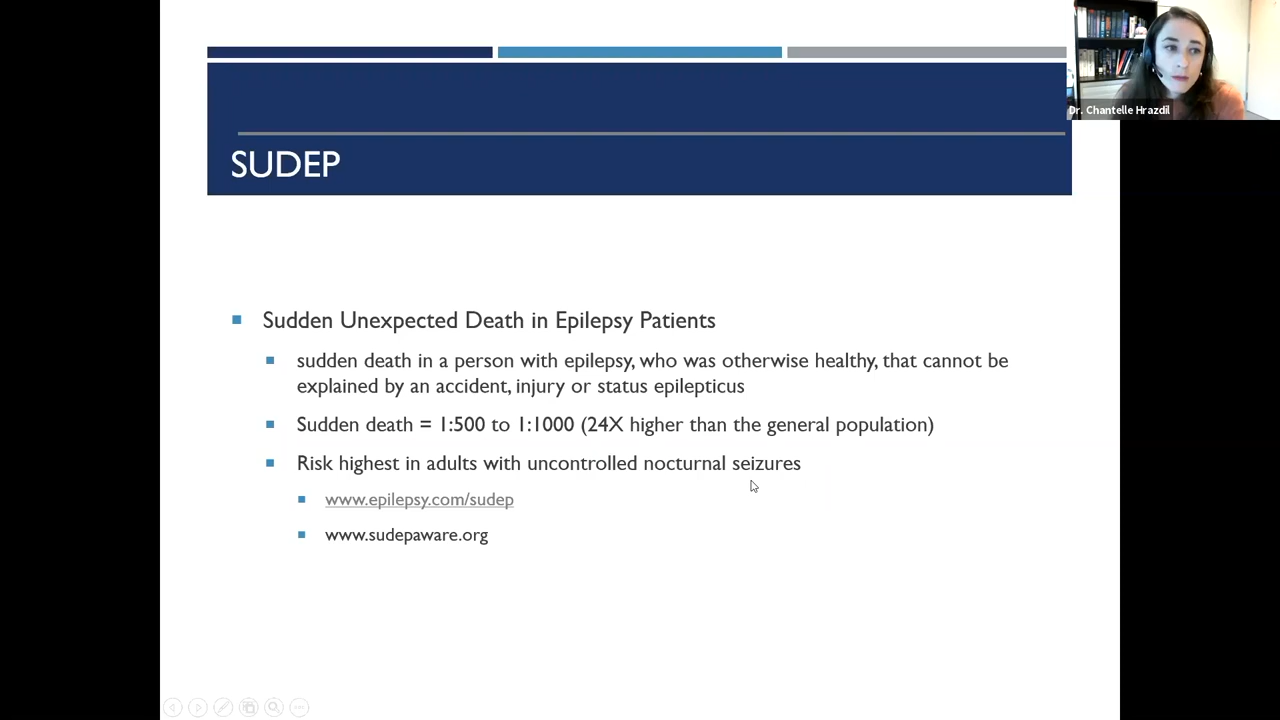 Dr. Chantelle Hrazdil
SUDEP
Sudden Unexpected Death in Epilepsy Patients
sudden death in a person with epilepsy, who was otherwise healthy, that cannot be
explained by an accident, injury or status epilepticus
Sudden death = 1:500 to 1:1000 (24X higher than the general population)
Risk highest in adults with uncontrolled nocturnal seizures
www.epilepsy.com/sudep
www.sudepaware.org